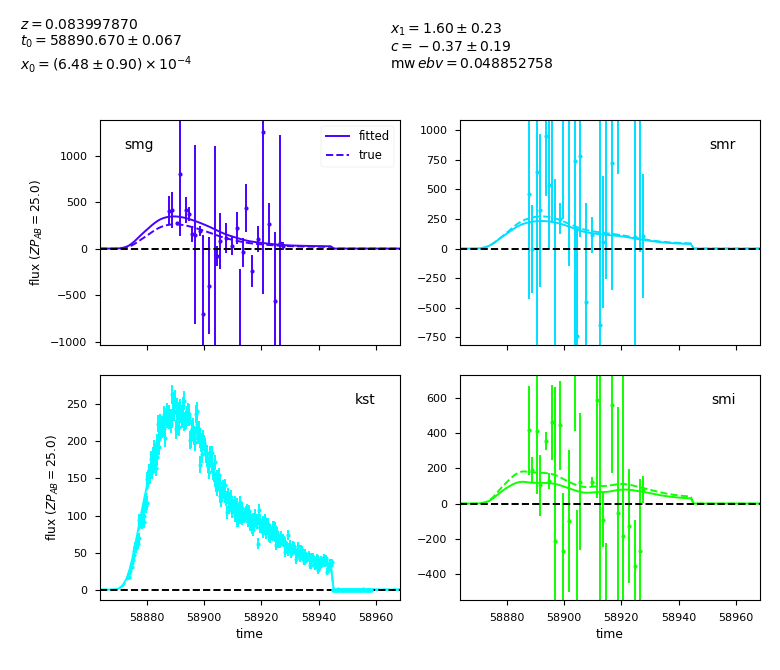 z = 0.083997870
t₀ = 58890.670 ± 0.067
x₀ = (6.48 ± 0.90) × 10⁻⁴
x₁ = 1.60 ± 0.23
c = −0.37 ± 0.19
mw ebv = 0.048852758
smg
fitted
true
1000
500
0
−500
−1000
flux (ZP_AB = 25.0)
smr
1000
750
500
250
0
−250
−500
−750
kst
250
200
150
100
50
0
flux (ZP_AB = 25.0)
58880 58900 58920 58940 58960
time
smi
600
400
200
0
−200
−400
58880 58900 58920 58940 58960
time